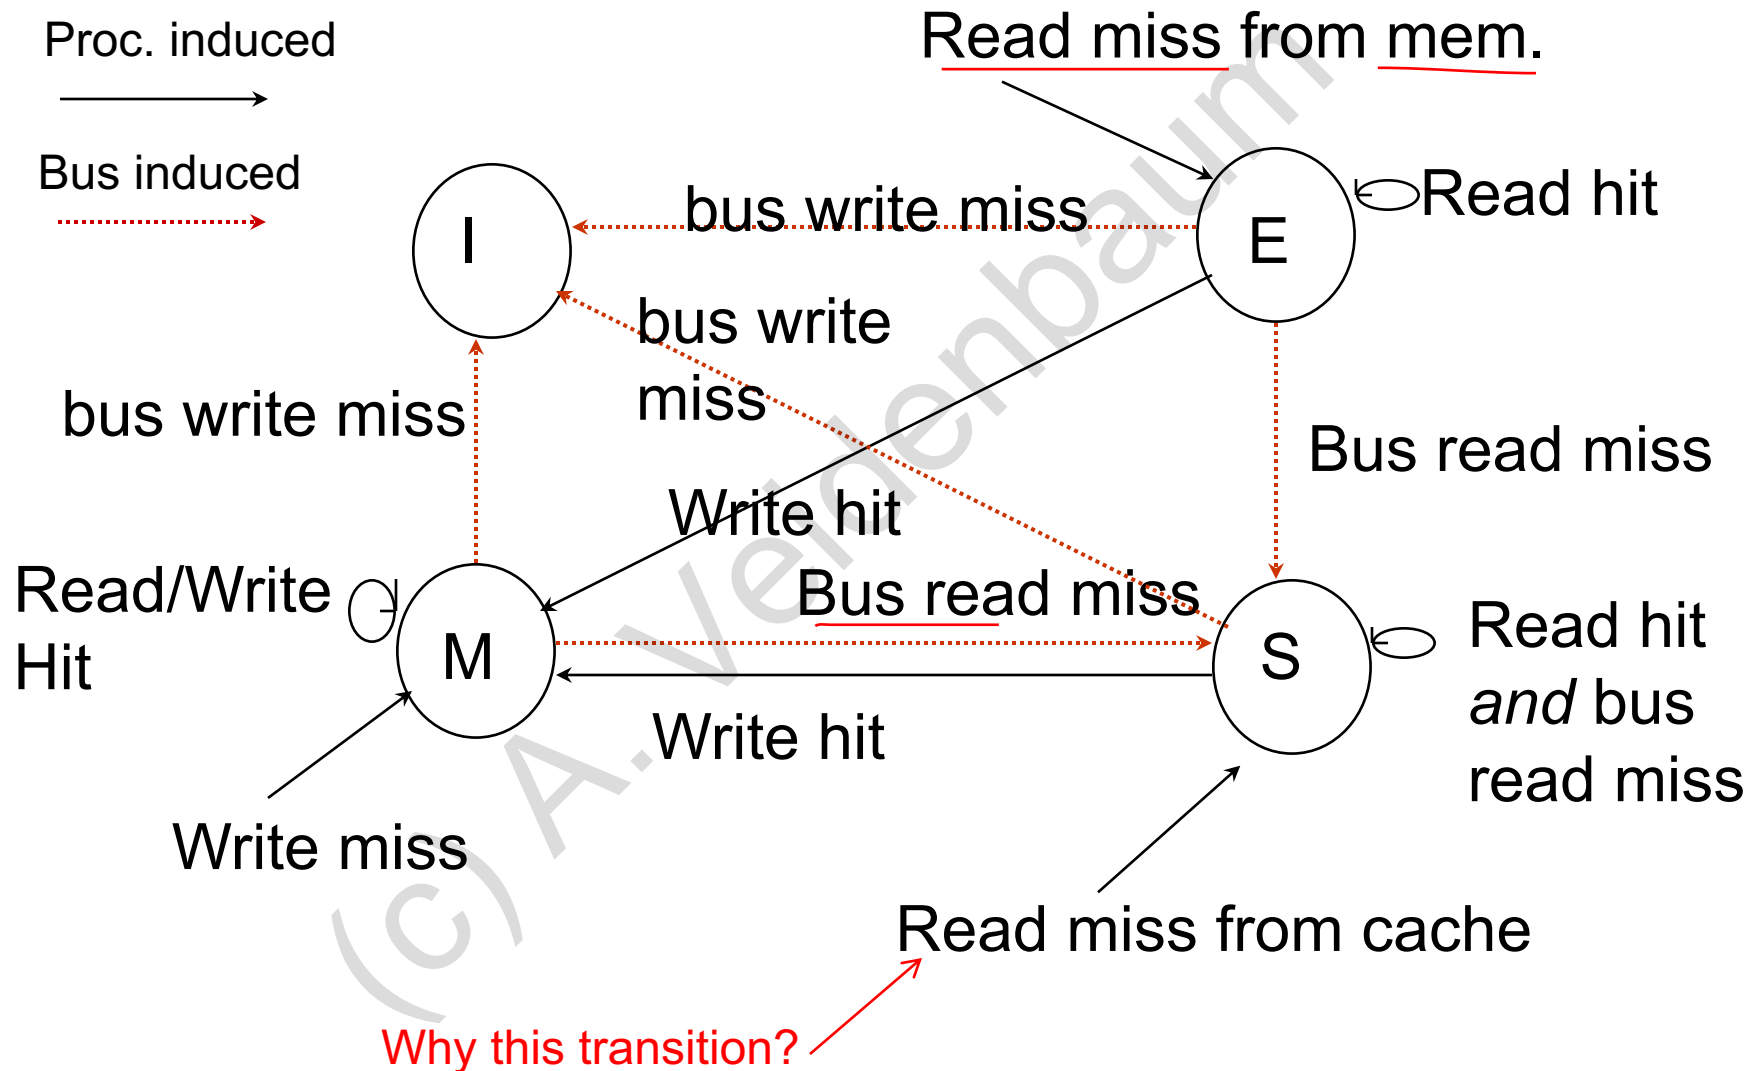 Proc. induced
Read miss from mem.
Bus induced
I
bus write miss
E
Read hit
bus write
miss
bus write miss
Bus read miss
Write hit
Read/Write
Hit
M
Bus read miss
S
Read hit
and bus
read miss
Write hit
Write miss
Read miss from cache
Why this transition?
(c) A. Veidenbaum